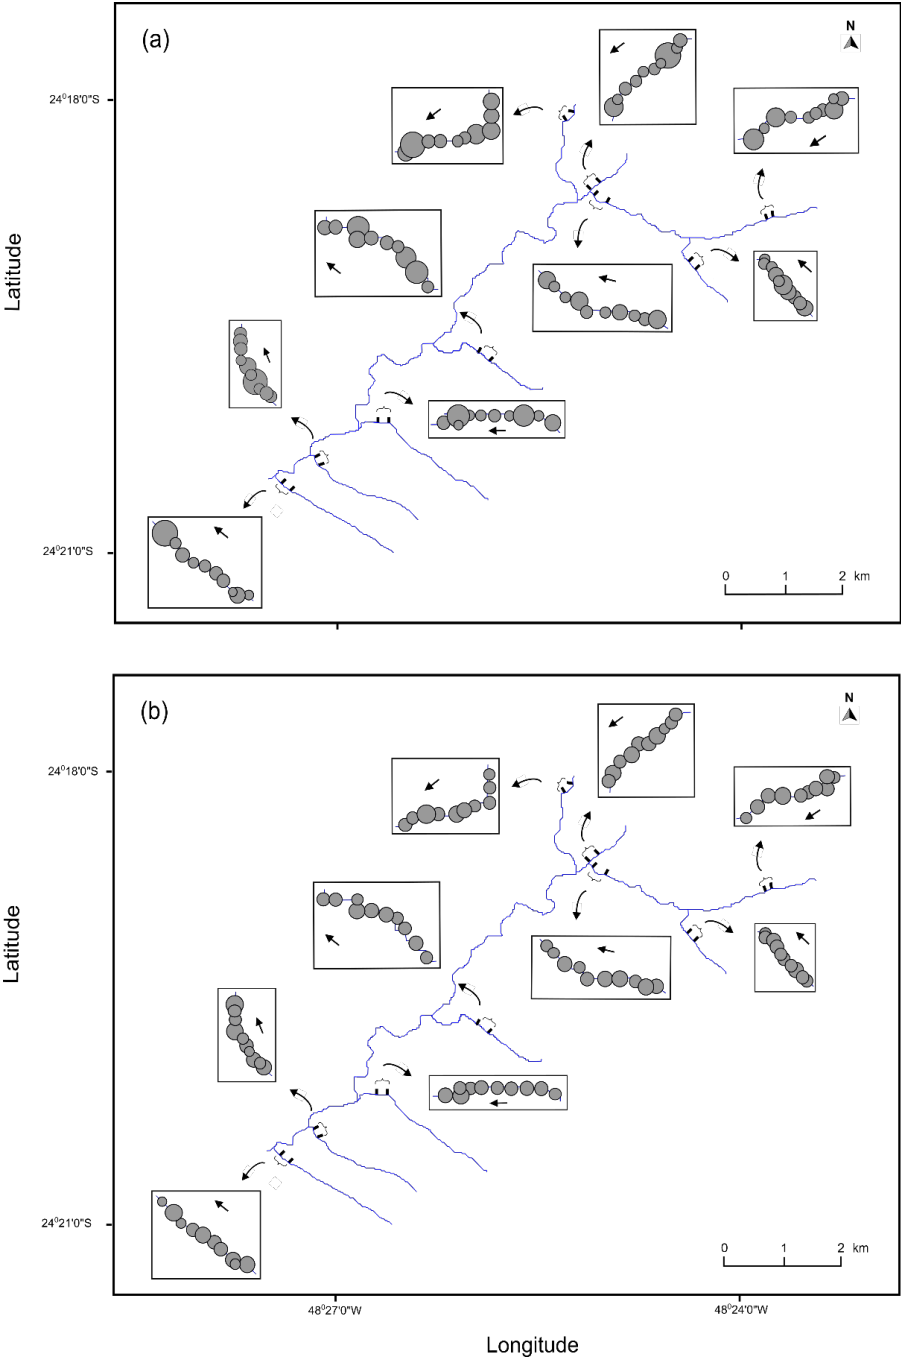 (a)
N
24⁰18'0"S
Latitude
24⁰21'0"S
0 1 2 km
(b)
N
24⁰18'0"S
Latitude
24⁰21'0"S
0 1 2 km
48⁰27'0"W 48⁰24'0"W
Longitude